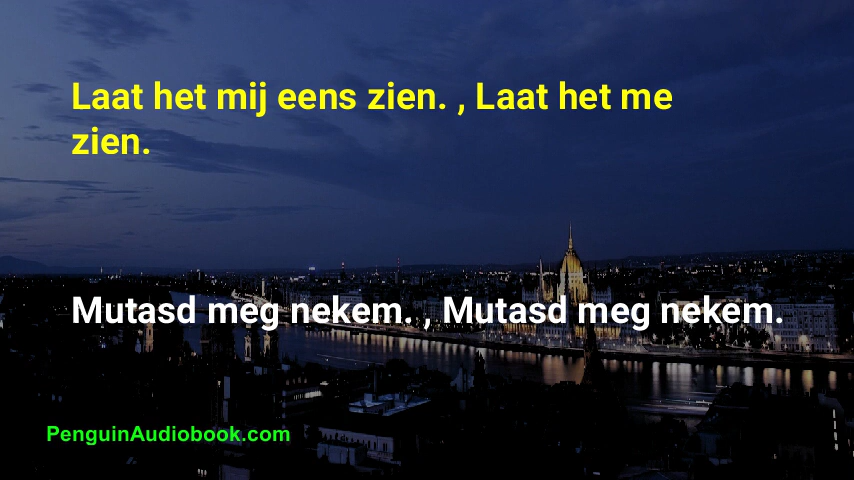 Laat het mij eens zien. , Laat het me
zien.
Mutasd meg nekem. , Mutasd meg nekem.
PenguinAudiobook.com